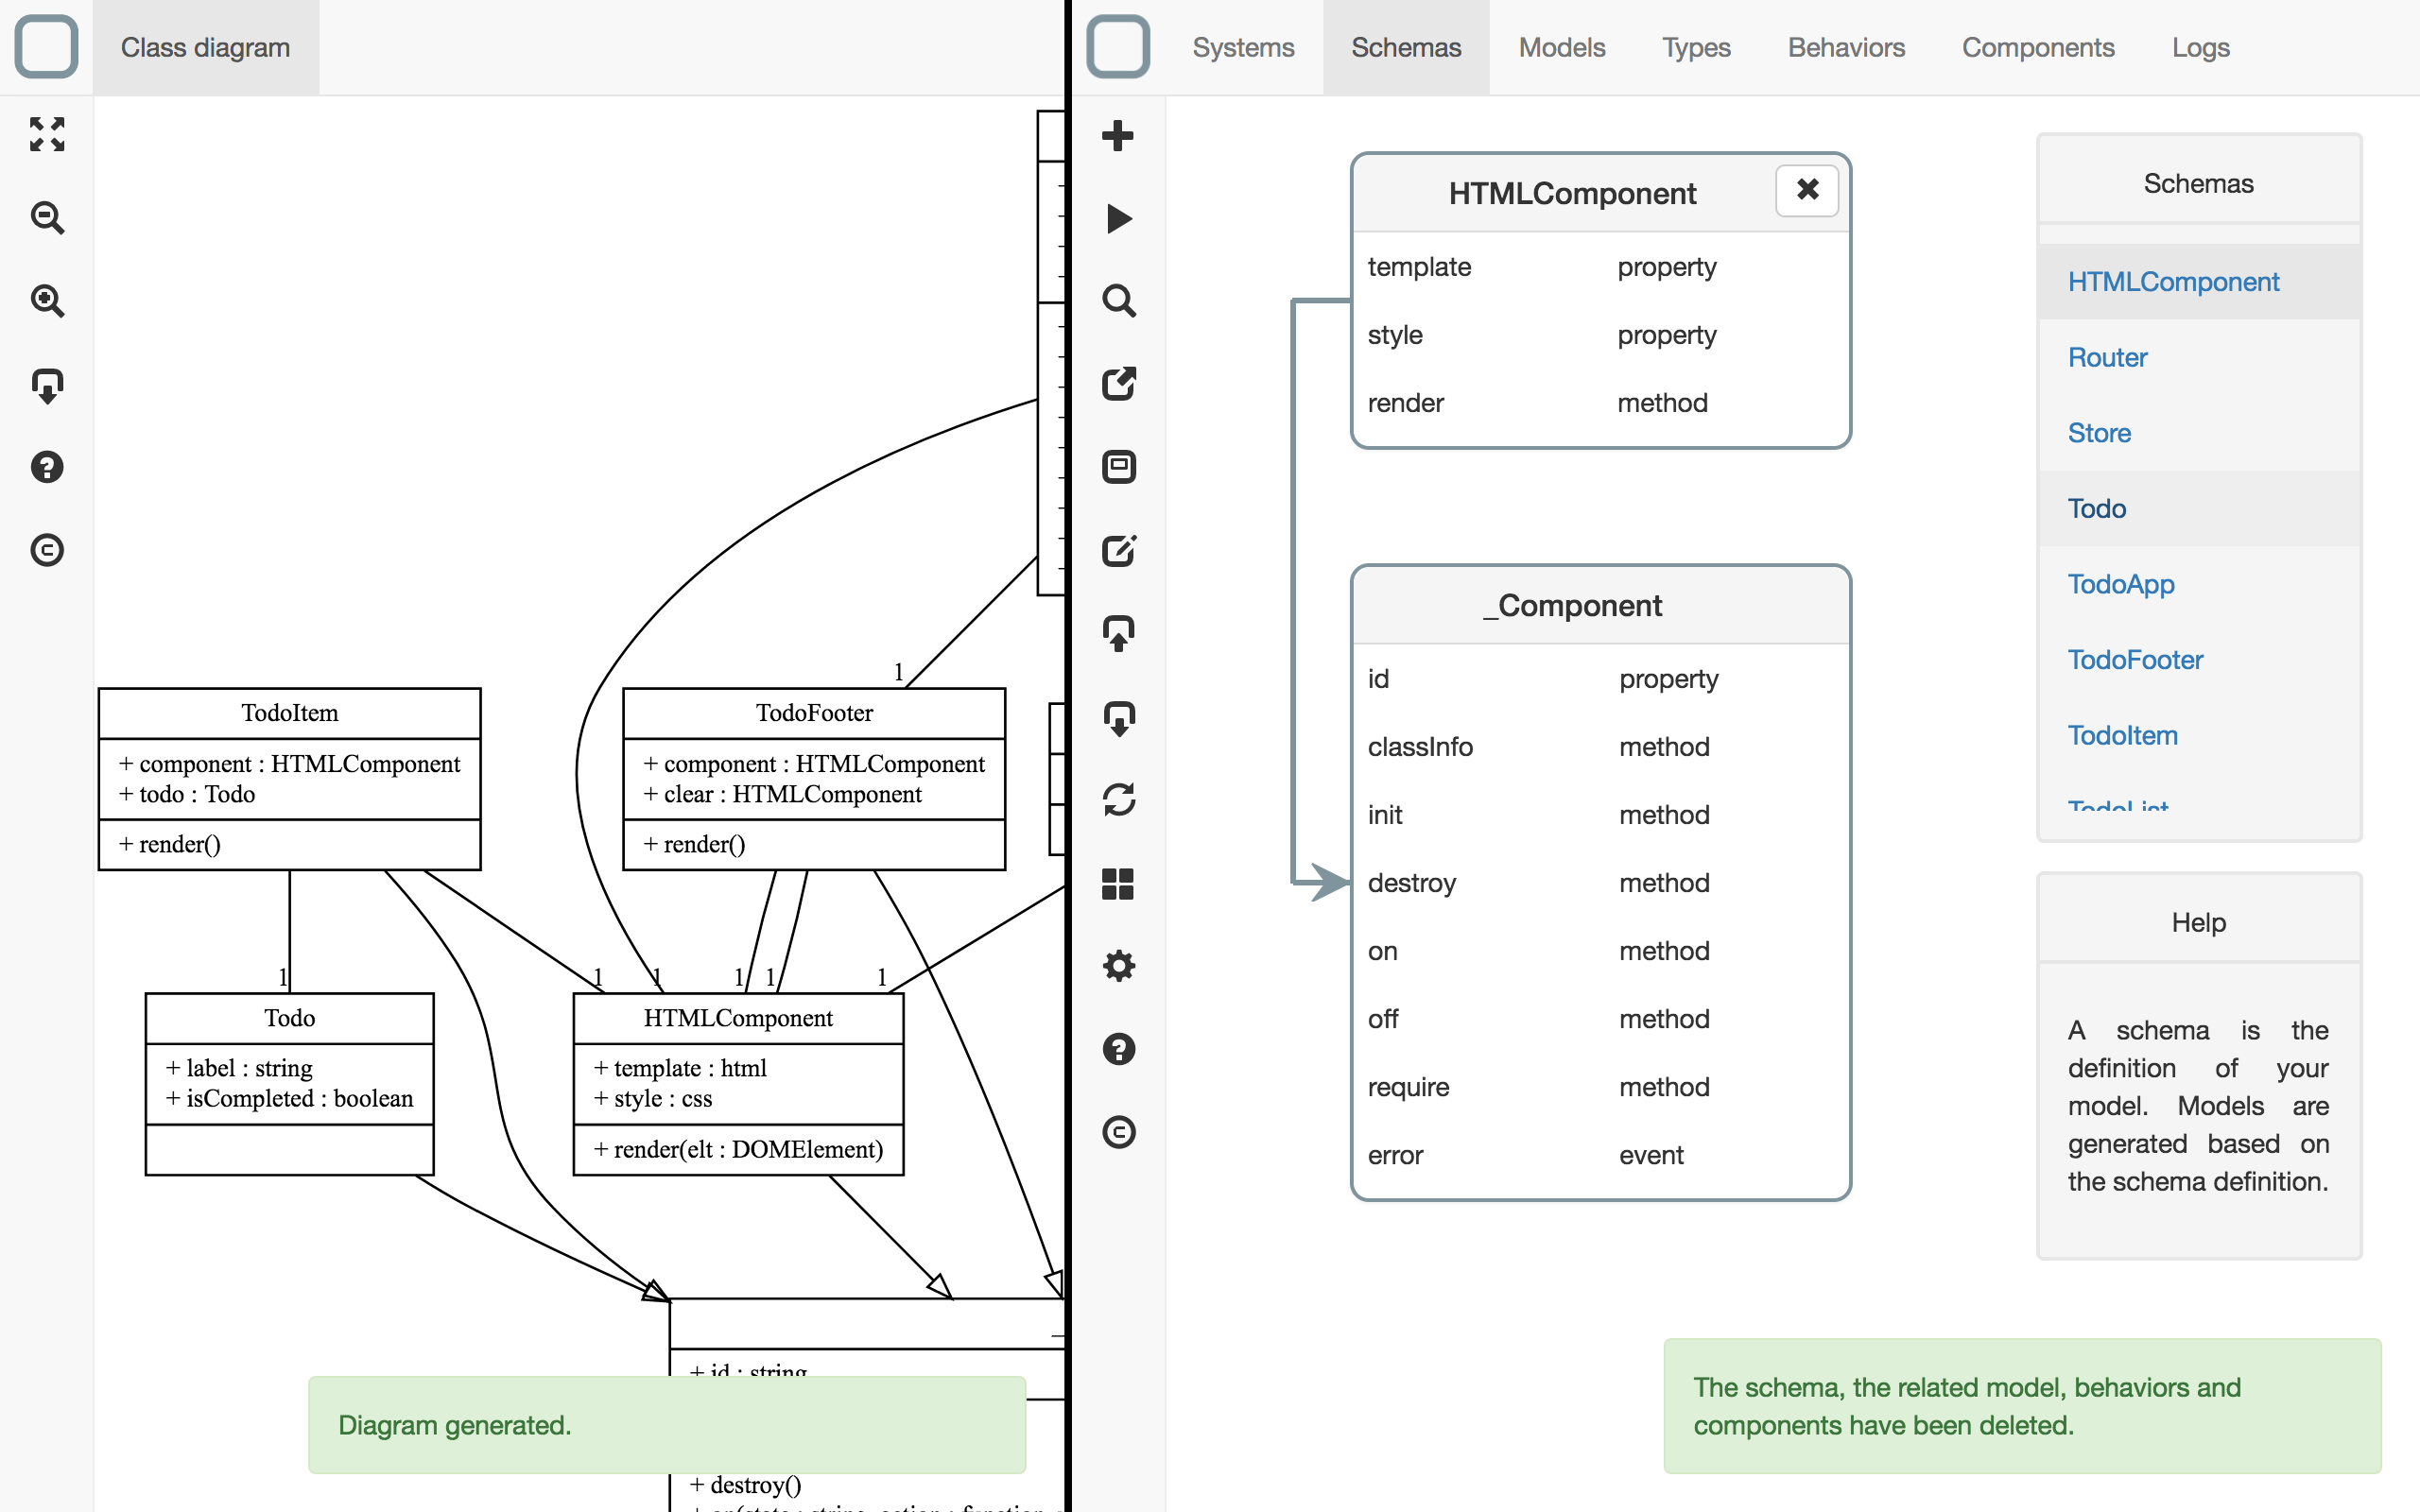 Class diagram
1
TodoItem
+ component : HTMLComponent
+ todo : Todo
+ render()
TodoFooter
+ component : HTMLComponent
+ clear : HTMLComponent
+ render()
1
1
1
1
1
1
Todo
+ label : string
+ isCompleted : boolean
HTMLComponent
+ template : html
+ style : css
+ render(elt : DOMElement)
+ id : string
Diagram generated.
+ destroy()
Systems
Schemas
Models
Types
Behaviors
Components
Logs
HTMLComponent
template property
style property
render method
_Component
id property
classInfo method
init method
destroy method
on method
off method
require method
error event
Schemas
HTMLComponent
Router
Store
Todo
TodoApp
TodoFooter
TodoItem
TodoList
Help
A schema is the
definition of your
model. Models are
generated based on
the schema definition.
The schema, the related model, behaviors and
components have been deleted.